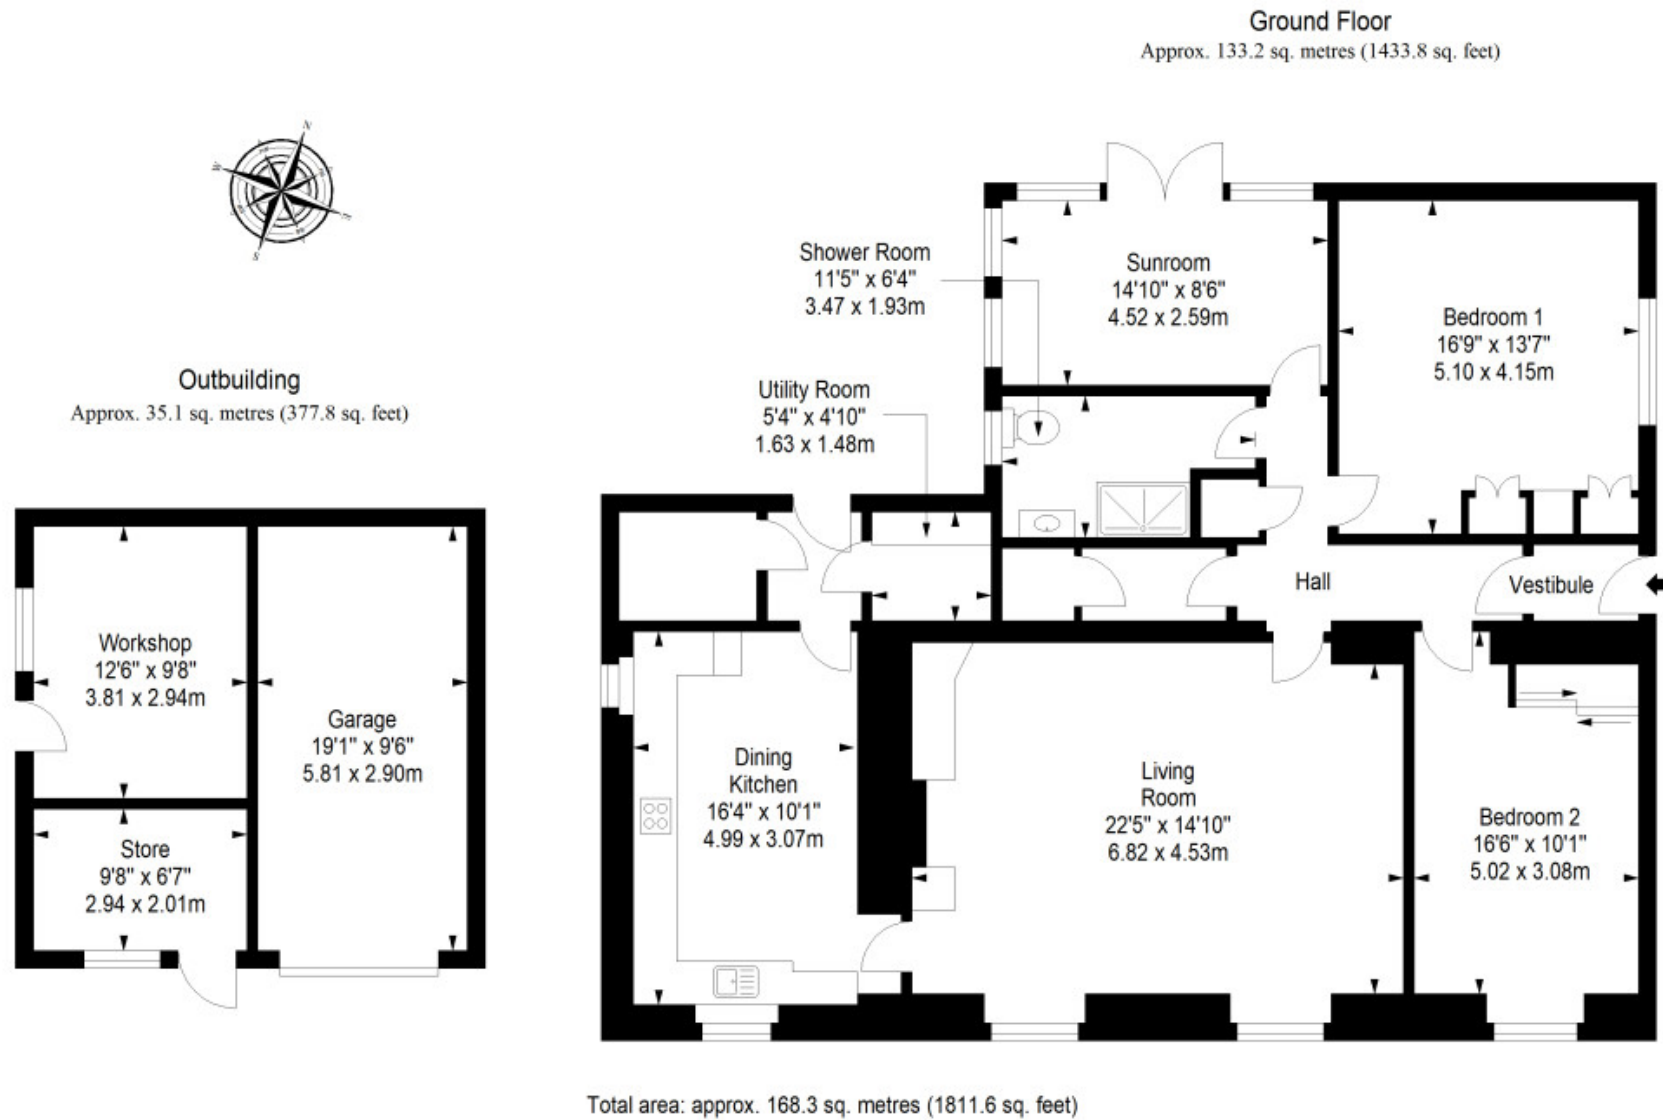 Ground Floor
Approx. 133.2 sq. metres (1433.8 sq. feet)
N
W
E
S
Shower Room
11'5" x 6'4"
3.47 x 1.93m
Sunroom
14'10" x 8'6"
4.52 x 2.59m
Bedroom 1
16'9" x 13'7"
5.10 x 4.15m
Outbuilding
Approx. 35.1 sq. metres (377.8 sq. feet)
Utility Room
5'4" x 4'10"
1.63 x 1.48m
Hall
Vestibule
Workshop
12'6" x 9'8"
3.81 x 2.94m
Garage
19'1" x 9'6"
5.81 x 2.90m
Dining
Kitchen
16'4" x 10'1"
4.99 x 3.07m
Living
Room
22'5" x 14'10"
6.82 x 4.53m
Bedroom 2
16'6" x 10'1"
5.02 x 3.08m
Store
9'8" x 6'7"
2.94 x 2.01m
Total area: approx. 168.3 sq. metres (1811.6 sq. feet)